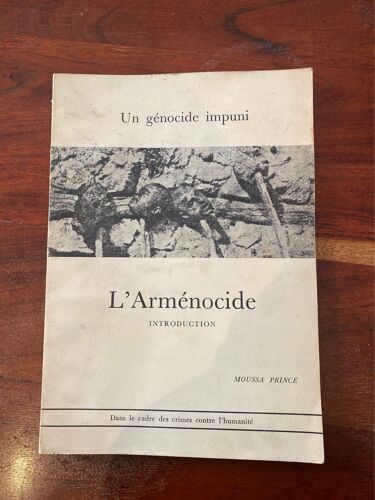 Un génocide impuni
L'Arménocide
INTRODUCTION
MOUSSA PRINCE
Dans le cadre des crimes contre l'humanité